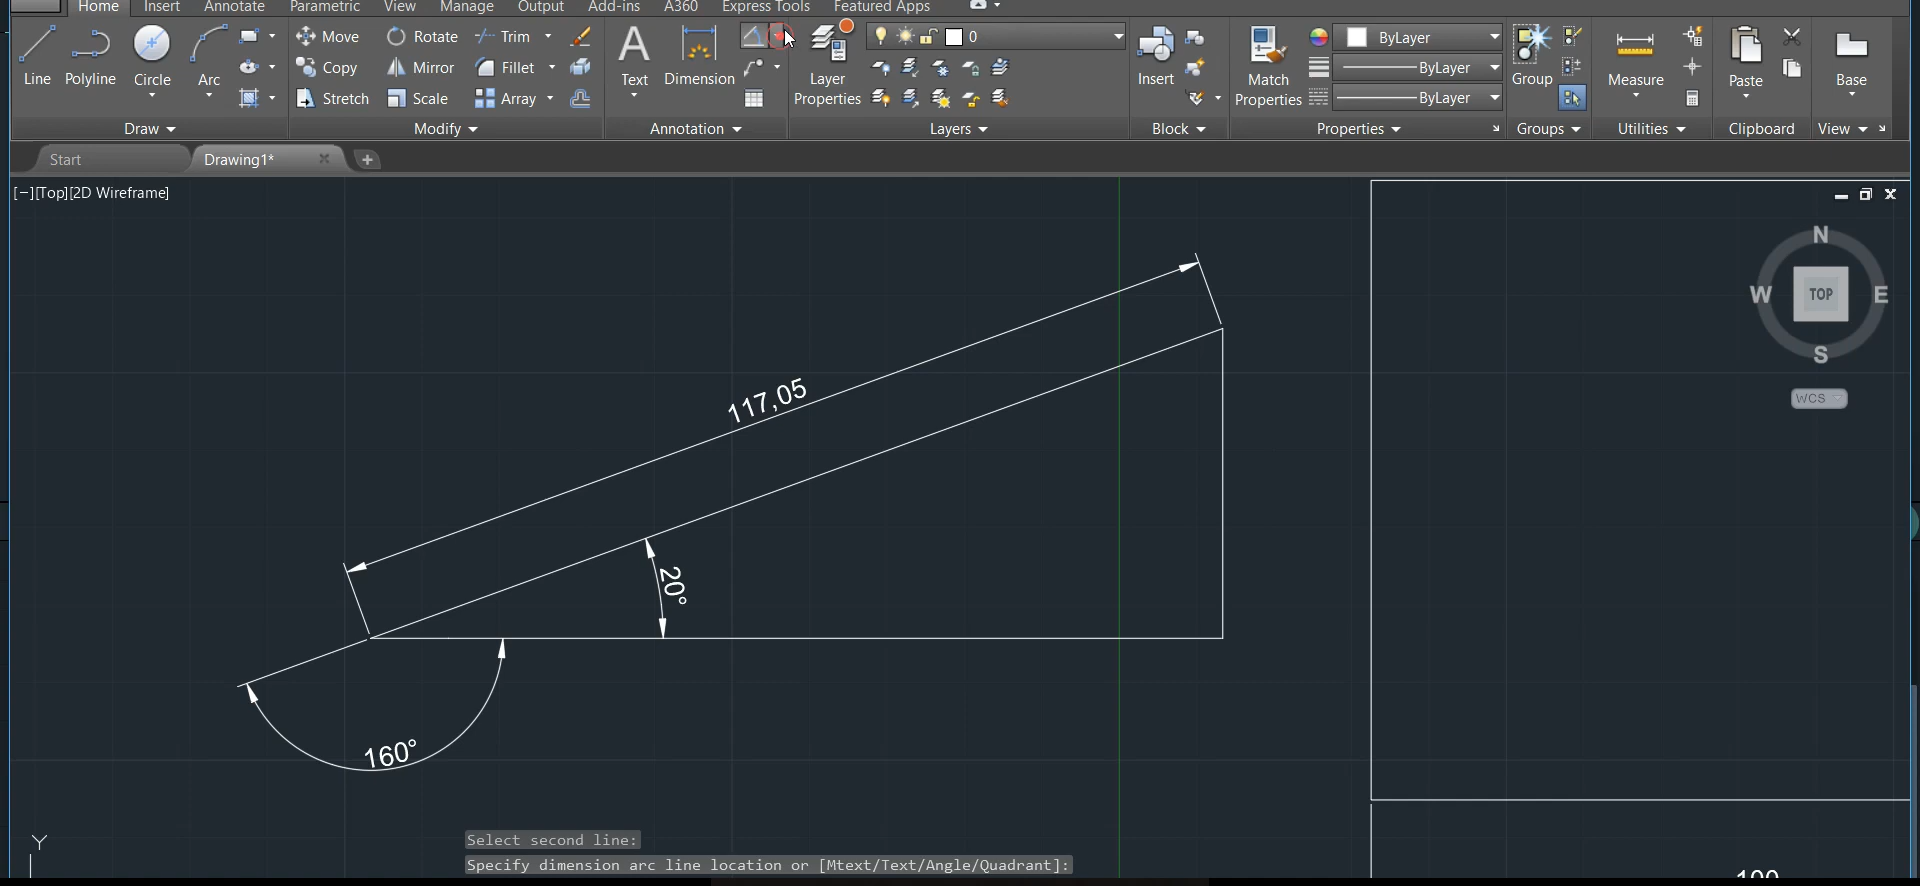 Home Insert Annotate Parametric View Manage Output Add-ins A360 Express Tools Featured Apps
Line Polyline Circle Arc
Move Rotate Trim
Copy Mirror Fillet
Stretch Scale Array
Text Dimension
Layer Properties
0
Insert
Match Properties
ByLayer
ByLayer
ByLayer
Group
Measure
Paste
Base
Draw Modify Annotation Layers Block Properties Groups Utilities Clipboard View
Start Drawing1*
[−][Top][2D Wireframe]
N
W TOP E
S
WCS
117,05
20°
160°
Y
Select second line:
Specify dimension arc line location or [Mtext/Text/Angle/Quadrant]: